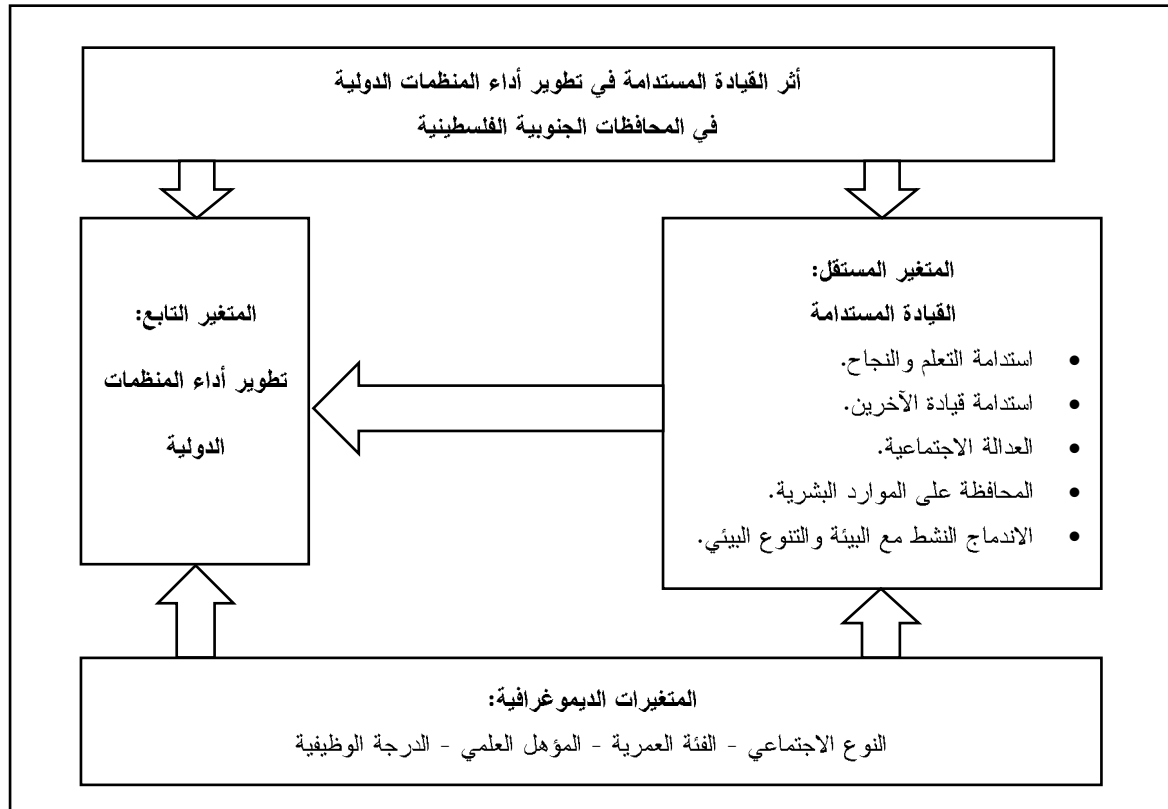 أثر القيادة المستدامة في تطوير أداء المنظمات الدولية
في المحافظات الجنوبية الفلسطينية
المتغير المستقل:
القيادة المستدامة
• استدامة التعلم والنجاح.
• استدامة قيادة الآخرين.
• العدالة الاجتماعية.
• المحافظة على الموارد البشرية.
• الاندماج النشط مع البيئة والتنوع البيئي.
المتغير التابع:
تطوير أداء المنظمات
الدولية
المتغيرات الديموغرافية:
النوع الاجتماعي - الفئة العمرية - المؤهل العلمي - الدرجة الوظيفية